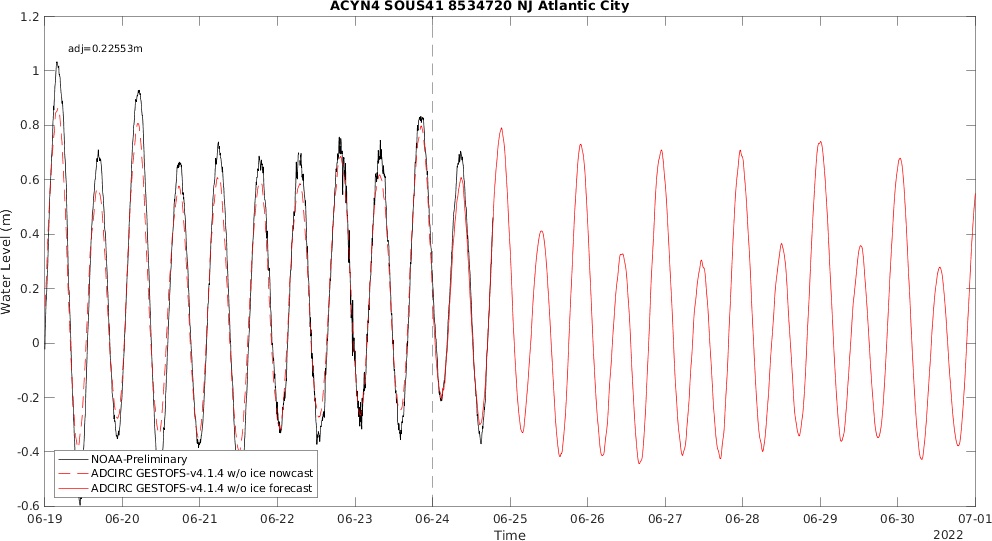 ACYN4 SOUS41 8534720 NJ Atlantic City
adj=0.22553m
1.2
1
0.8
0.6
0.4
0.2
0
-0.2
-0.4
-0.6
Water Level (m)
NOAA-Preliminary
ADCIRC GESTOFS-v4.1.4 w/o ice nowcast
ADCIRC GESTOFS-v4.1.4 w/o ice forecast
06-19 06-20 06-21 06-22 06-23 06-24 06-25 06-26 06-27 06-28 06-29 06-30 07-01
Time
2022